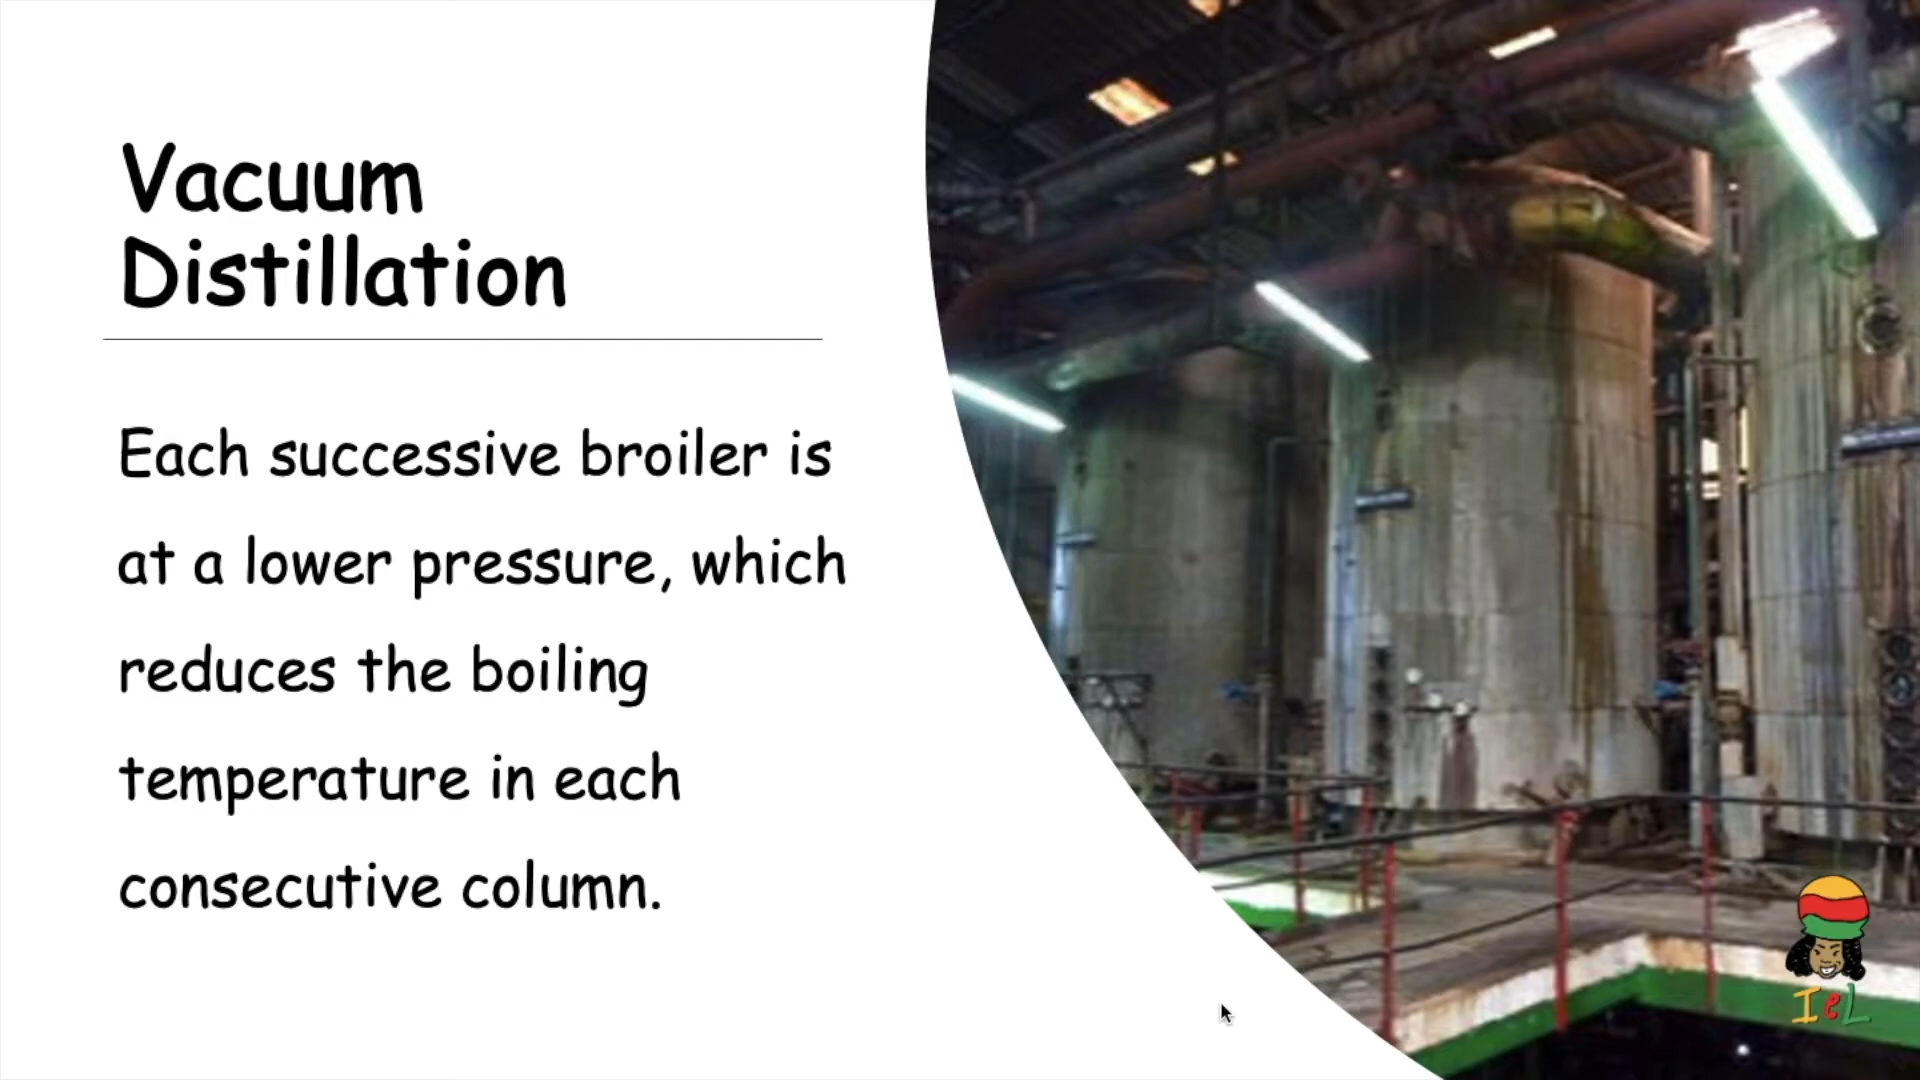 Vacuum
Distillation
Each successive broiler is
at a lower pressure, which
reduces the boiling
temperature in each
consecutive column.
IeL